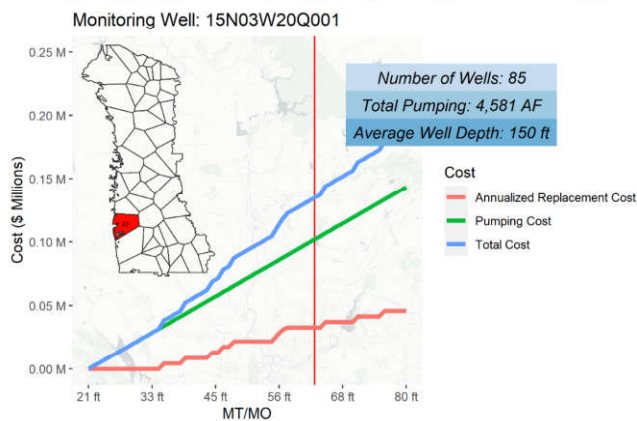 Monitoring Well: 15N03W20Q001
0.25 M
0.20 M
0.15 M
0.10 M
0.05 M
0.00 M
Cost ($ Millions)
21 ft
33 ft
45 ft
56 ft
68 ft
80 ft
MT/MO
Number of Wells: 85
Total Pumping: 4,581 AF
Average Well Depth: 150 ft
Cost
Annualized Replacement Cost
Pumping Cost
Total Cost